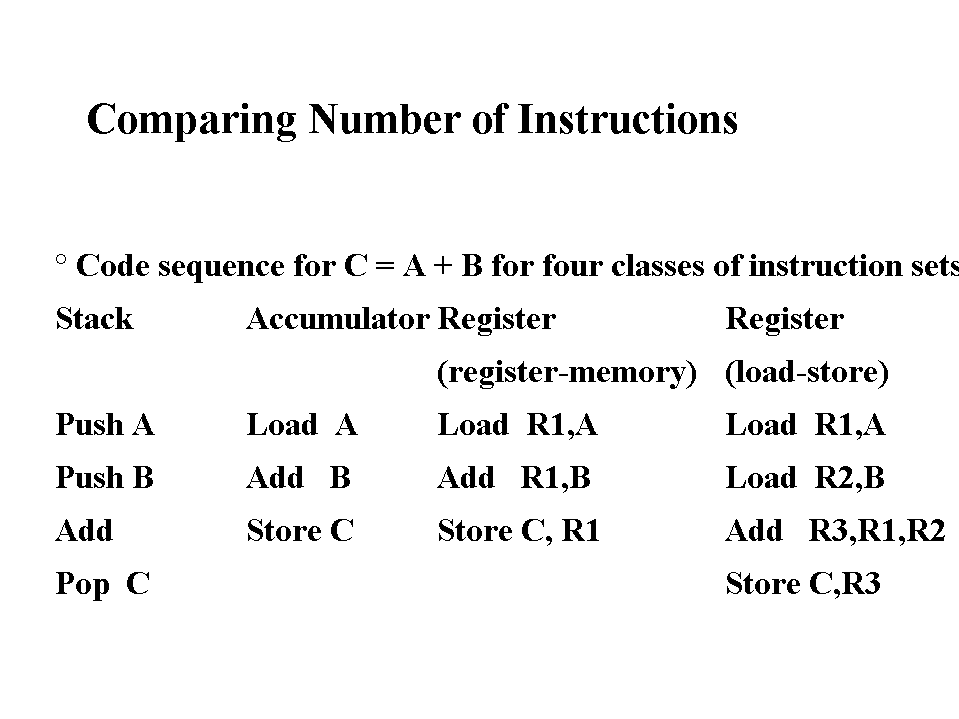 Comparing Number of Instructions
° Code sequence for C = A + B for four classes of instruction sets
Stack Accumulator Register Register
(register-memory) (load-store)
Push A Load A Load R1,A Load R1,A
Push B Add B Add R1,B Load R2,B
Add Store C Store C, R1 Add R3,R1,R2
Pop C Store C,R3